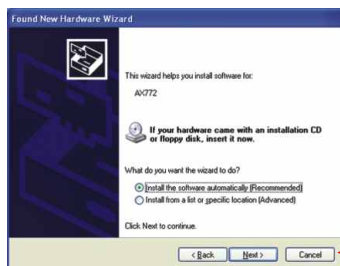 Found New Hardware Wizard
This wizard helps you install software for:
AX772
If your hardware came with an installation CD
or floppy disk, insert it now.
What do you want the wizard to do?
Install the software automatically (Recommended)
Install from a list or specific location (Advanced)
Click Next to continue.
< Back Next > Cancel